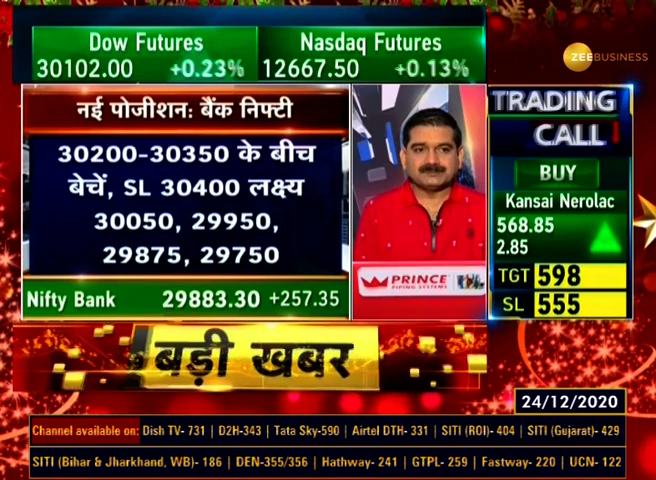 Dow Futures
30102.00 +0.23%
Nasdaq Futures
12667.50 +0.13%
ZEEBUSINESS
नई पोजीशन: बैंक निफ्टी
30200-30350 के बीच
बेचें, SL 30400 लक्ष्य
30050, 29950,
29875, 29750
Nifty Bank 29883.30 +257.35
PRINCE
PIPING SYSTEMS
TRADING
CALL
BUY
Kansai Nerolac
568.85
2.85
TGT 598
SL 555
बड़ी खबर
24/12/2020
Channel available on: Dish TV- 731 | D2H-343 | Tata Sky-590 | Airtel DTH- 331 | SITI (ROI)- 404 | SITI (Gujarat)- 429
SITI (Bihar & Jharkhand, WB)- 186 | DEN-355/356 | Hathway- 241 | GTPL- 259 | Fastway- 220 | UCN- 122